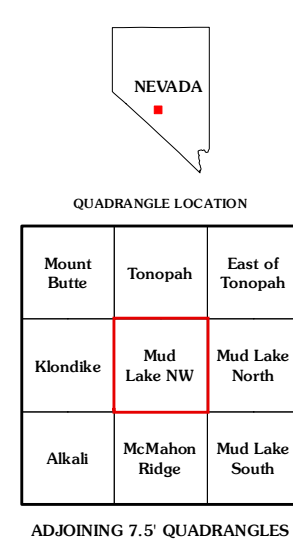 NEVADA
QUADRANGLE LOCATION
Mount
Butte
Tonopah
East of
Tonopah
Klondike
Mud
Lake NW
Mud Lake
North
Alkali
McMahon
Ridge
Mud Lake
South
ADJOINING 7.5' QUADRANGLES